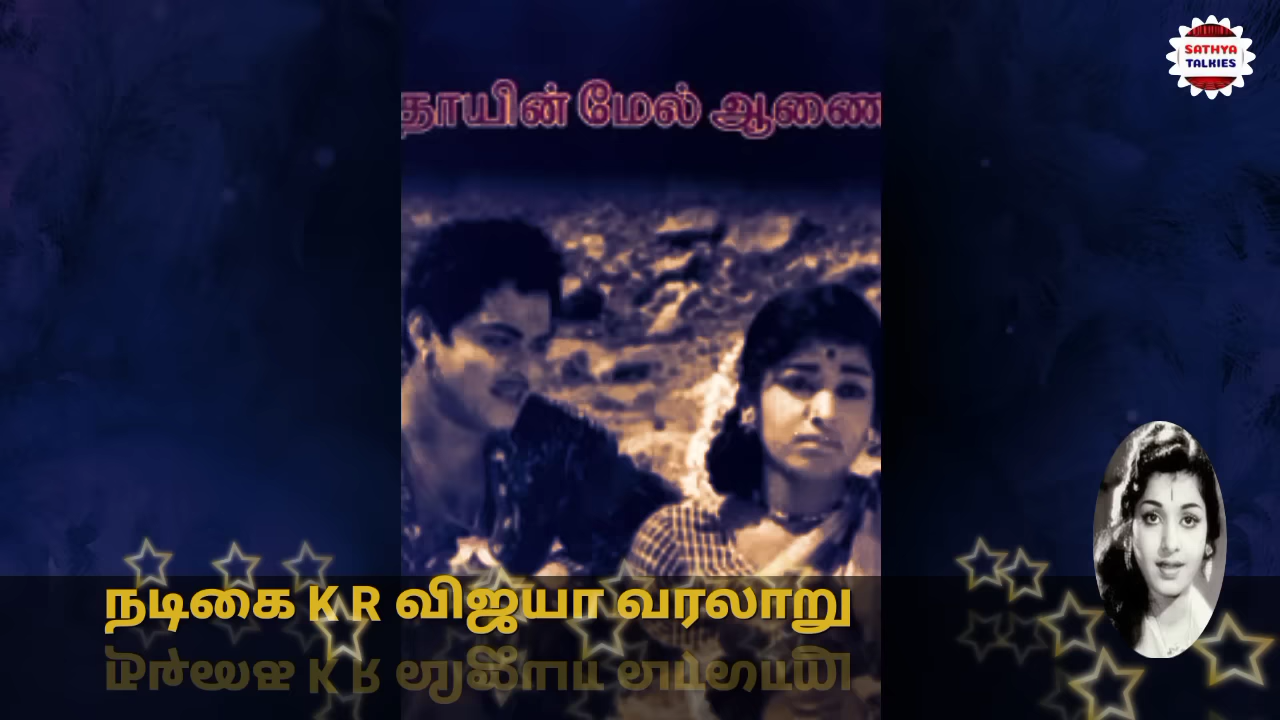 SATHYA
TALKIES
தாயின் மேல் ஆணை
நடிகை K R விஜயா வரலாறு